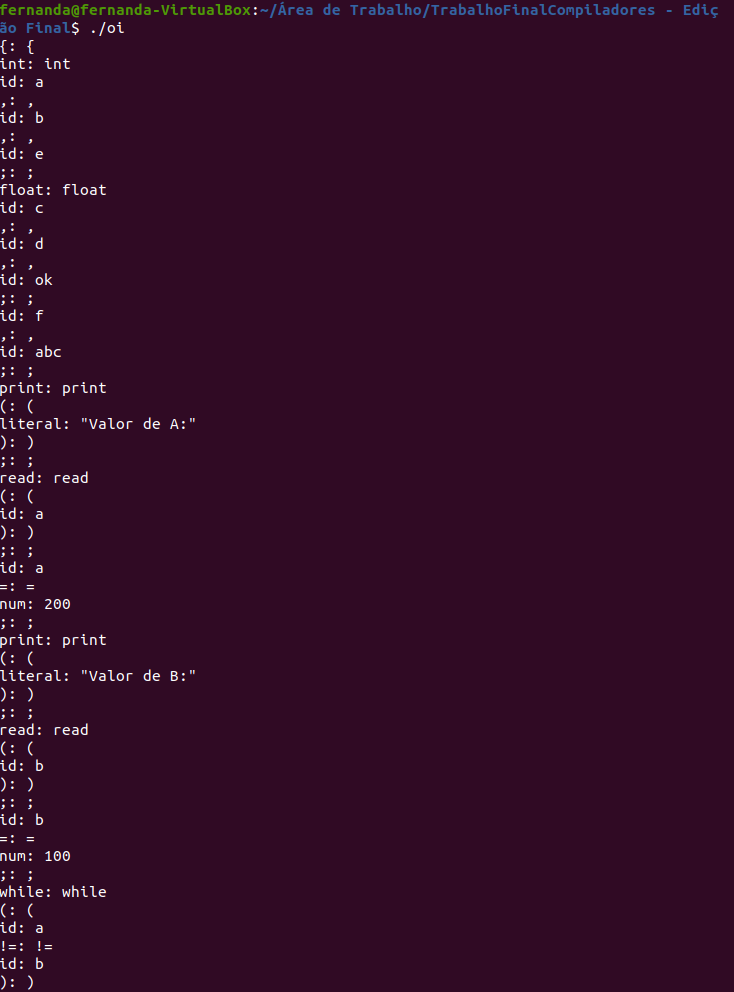 fernanda@fernanda-VirtualBox:~/Área de Trabalho/TrabalhoFinalCompiladores - Ediç
ão Final$ ./oi
{: {
int: int
id: a
,: ,
id: b
,: ,
id: e
;: ;
float: float
id: c
,: ,
id: d
,: ,
id: ok
;: ;
id: f
,: ,
id: abc
;: ;
print: print
(: (
literal: "Valor de A:"
): )
;: ;
read: read
(: (
id: a
): )
;: ;
id: a
=: =
num: 200
;: ;
print: print
(: (
literal: "Valor de B:"
): )
;: ;
read: read
(: (
id: b
): )
;: ;
id: b
=: =
num: 100
;: ;
while: while
(: (
id: a
!=: !=
id: b
): )